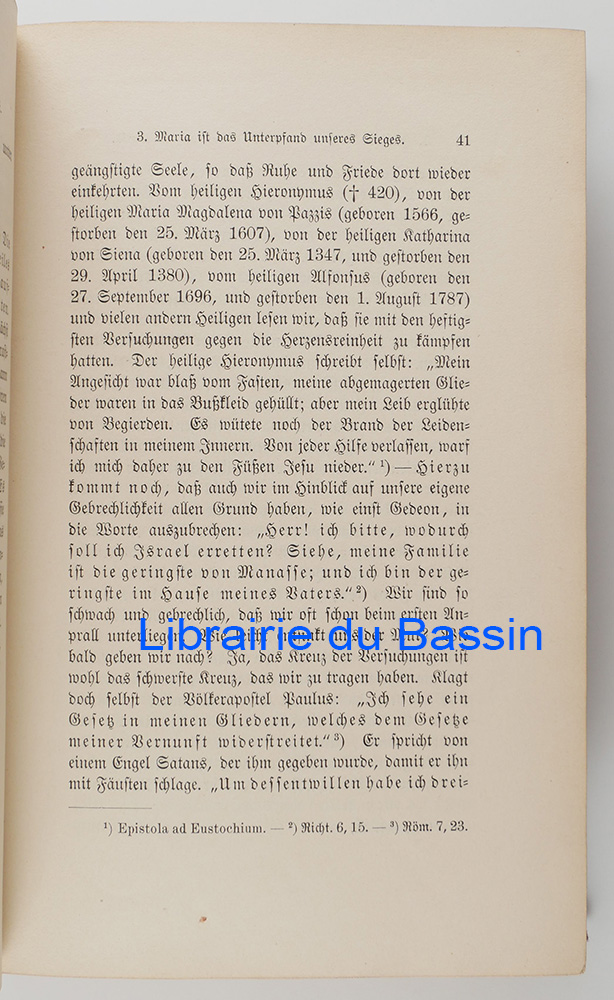 3. Maria ist das Unterpfand unseres Sieges. 41
geängstigte Seele, so daß Ruhe und Friede dort wieder
einkehrten. Vom heiligen Hieronymus († 420), von der
heiligen Maria Magdalena von Pazzis (geboren 1566, ge-
storben den 25. März 1607), von der heiligen Katharina
von Siena (geboren den 25. März 1347, und gestorben den
29. April 1380), vom heiligen Alfonsus (geboren den
27. September 1696, und gestorben den 1. August 1787)
und vielen andern Heiligen lesen wir, daß sie mit den heftig-
sten Versuchungen gegen die Herzensreinheit zu kämpfen
hatten. Der heilige Hieronymus schreibt selbst: „Mein
Angesicht war blaß vom Fasten, meine abgemagerten Glie-
der waren in das Bußkleid gehüllt; aber mein Leib erglühte
von Begierden. Es wütete noch der Brand der Leiden-
schaften in meinem Innern. Von jeder Hilfe verlassen, warf
ich mich daher zu den Füßen Jesu nieder.“ ¹) — Hierzu
kommt noch, daß auch wir im Hinblick auf unsere eigene
Gebrechlichkeit allen Grund haben, wie einst Gedeon, in
die Worte auszubrechen: „Herr! ich bitte, wodurch
soll ich Israel erretten? Siehe, meine Familie
ist die geringste von Manasse; und ich bin der ge-
ringste im Hause meines Vaters.“ ²) Wir sind so
schwach und gebrechlich, daß wir oft schon beim ersten An-
prall unterliegen. Wie leicht entsinkt uns der Mut? Wie
Librairie du Bassin
bald geben wir nach? Ja, das Kreuz der Versuchungen ist
wohl das schwerste Kreuz, das wir zu tragen haben. Klagt
doch selbst der Völkerapostel Paulus: „Ich sehe ein
Gesetz in meinen Gliedern, welches dem Gesetze
meiner Vernunft widerstreitet.“ ³) Er spricht von
einem Engel Satans, der ihm gegeben wurde, damit er ihn
mit Fäusten schlage. „Um dessentwillen habe ich drei-
¹) Epistola ad Eustochium. — ²) Richt. 6, 15. — ³) Röm. 7, 23.